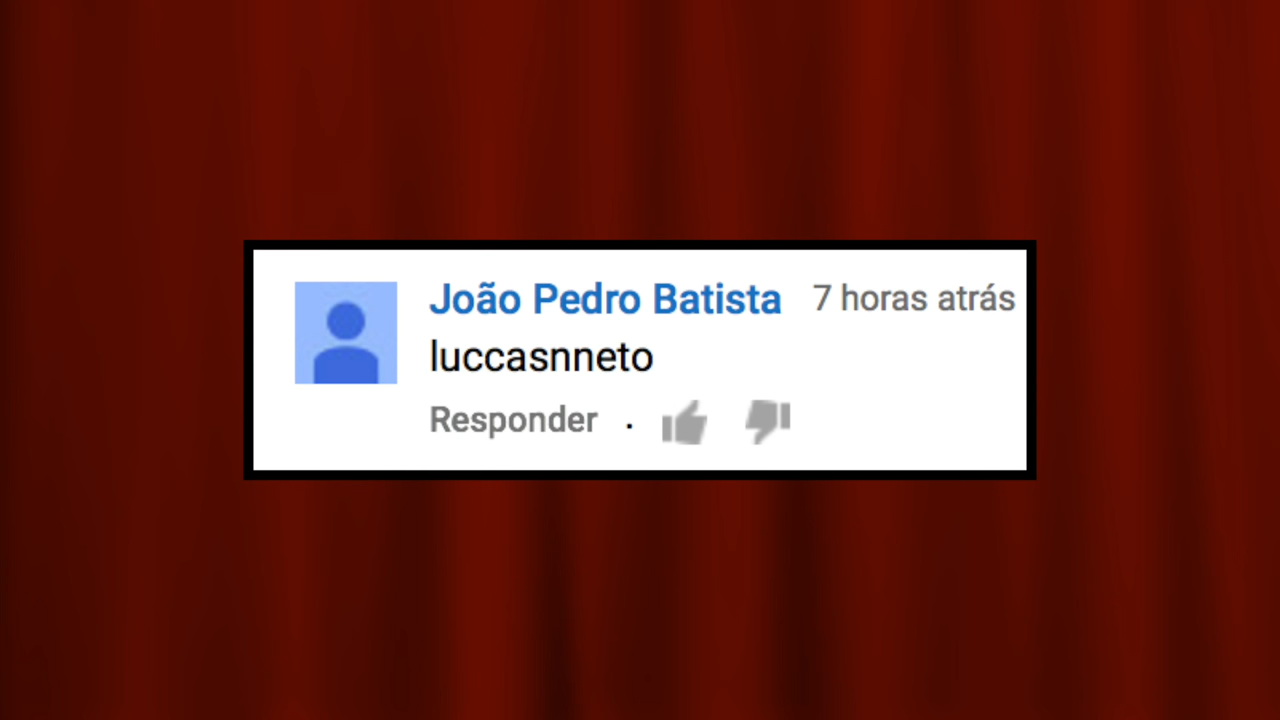 João Pedro Batista 7 horas atrás
luccasnneto
Responder .